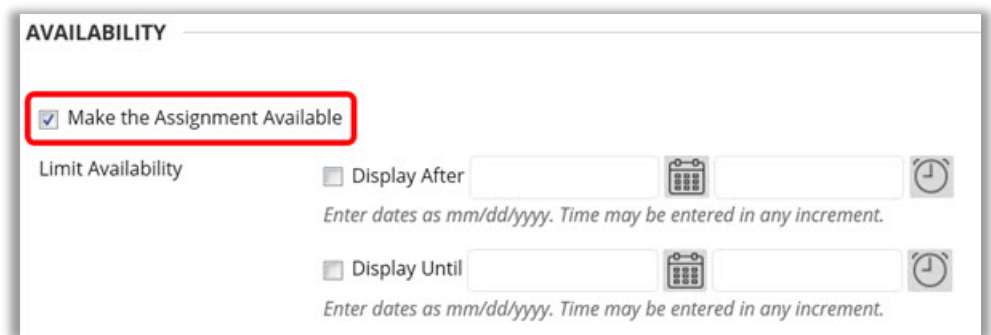 AVAILABILITY
Make the Assignment Available
Limit Availability
Display After
Enter dates as mm/dd/yyyy. Time may be entered in any increment.
Display Until
Enter dates as mm/dd/yyyy. Time may be entered in any increment.